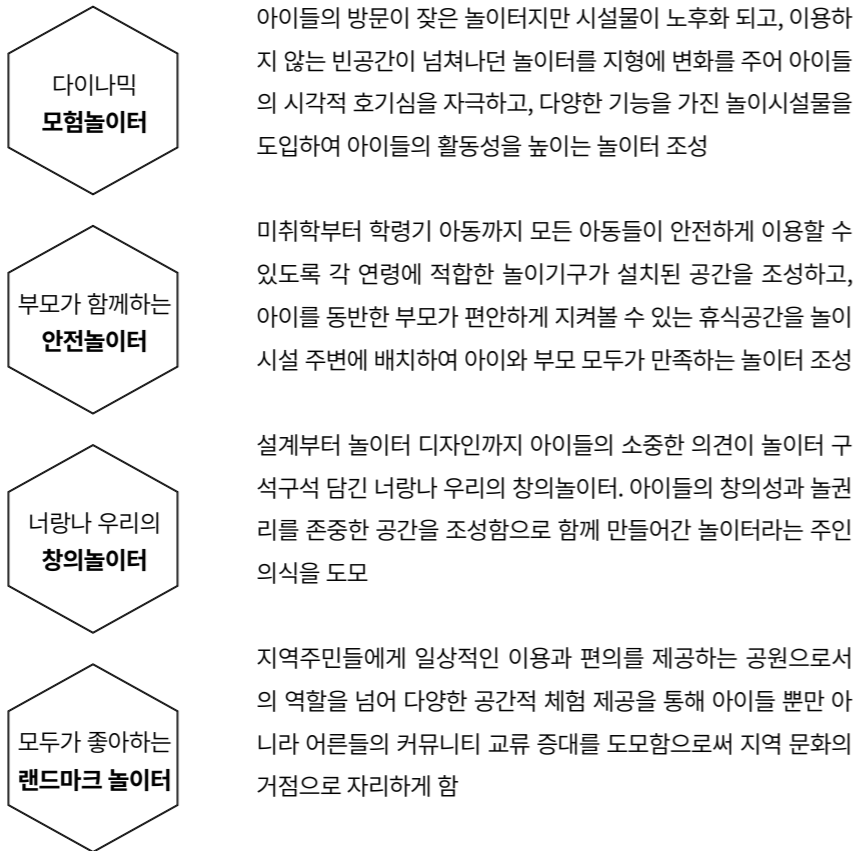 다이나믹
모험놀이터
아이들의 방문이 잦은 놀이터지만 시설물이 노후화 되고, 이용하
지 않는 빈공간이 넘쳐나던 놀이터를 지형에 변화를 주어 아이들
의 시각적 호기심을 자극하고, 다양한 기능을 가진 놀이시설물을
도입하여 아이들의 활동성을 높이는 놀이터 조성
부모가 함께하는
안전놀이터
미취학부터 학령기 아동까지 모든 아동들이 안전하게 이용할 수
있도록 각 연령에 적합한 놀이기구가 설치된 공간을 조성하고,
아이를 동반한 부모가 편안하게 지켜볼 수 있는 휴식공간을 놀이
시설 주변에 배치하여 아이와 부모 모두가 만족하는 놀이터 조성
너랑나 우리의
창의놀이터
설계부터 놀이터 디자인까지 아이들의 소중한 의견이 놀이터 구
석구석 담긴 너랑나 우리의 창의놀이터. 아이들의 창의성과 놀권
리를 존중한 공간을 조성함으로 함께 만들어간 놀이터라는 주인
의식을 도모
모두가 좋아하는
랜드마크 놀이터
지역주민들에게 일상적인 이용과 편의를 제공하는 공원으로서
의 역할을 넘어 다양한 공간적 체험 제공을 통해 아이들 뿐만 아
니라 어른들의 커뮤니티 교류 증대를 도모함으로써 지역 문화의
거점으로 자리하게 함